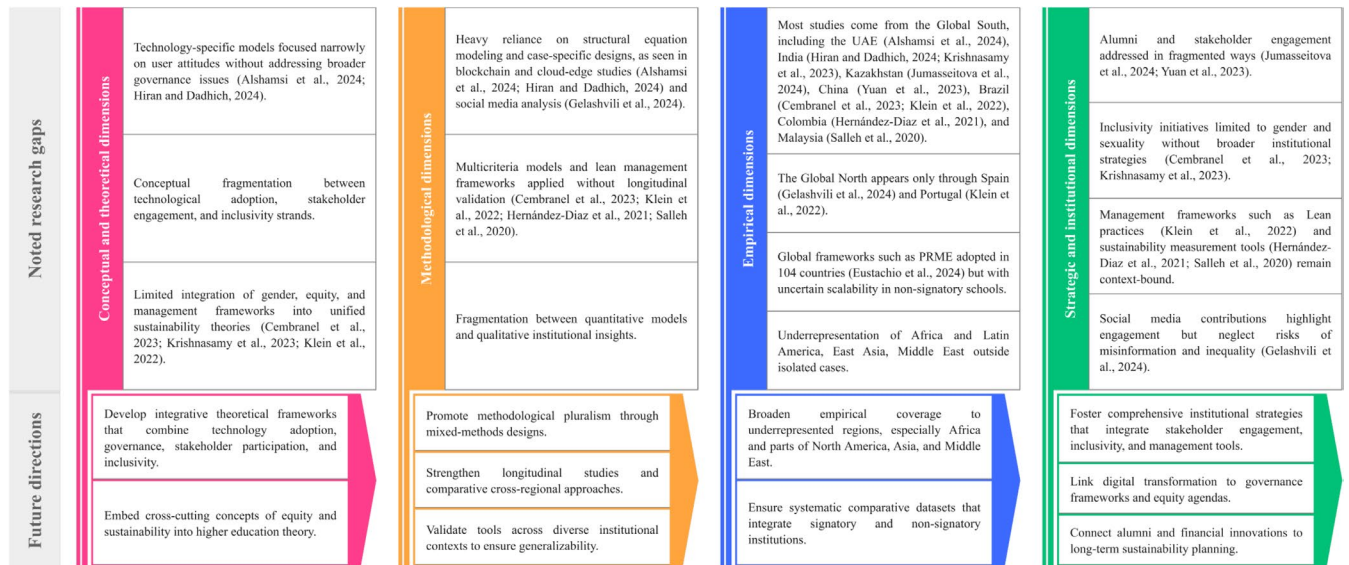 Noted research gaps
Conceptual and theoretical dimensions
Technology-specific models focused narrowly
on user attitudes without addressing broader
governance issues (Alshamsi et al., 2024;
Hiran and Dadhich, 2024).
Conceptual fragmentation between
technological adoption, stakeholder
engagement, and inclusivity strands.
Limited integration of gender, equity, and
management frameworks into unified
sustainability theories (Cembranel et al.,
2023; Krishnasamy et al., 2023; Klein et al.,
2022).
Methodological dimensions
Heavy reliance on structural equation
modeling and case-specific designs, as seen in
blockchain and cloud-edge studies (Alshamsi
et al., 2024; Hiran and Dadhich, 2024) and
social media analysis (Gelashvili et al., 2024).
Multicriteria models and lean management
frameworks applied without longitudinal
validation (Cembranel et al., 2023; Klein et
al., 2022; Hernández-Diaz et al., 2021; Salleh
et al., 2020).
Fragmentation between quantitative models
and qualitative institutional insights.
Empirical dimensions
Most studies come from the Global South,
including the UAE (Alshamsi et al., 2024),
India (Hiran and Dadhich, 2024; Krishnasamy
et al., 2023), Kazakhstan (Jumasseitova et al.,
2024), China (Yuan et al., 2023), Brazil
(Cembranel et al., 2023; Klein et al., 2022),
Colombia (Hernández-Diaz et al., 2021), and
Malaysia (Salleh et al., 2020).
The Global North appears only through Spain
(Gelashvili et al., 2024) and Portugal (Klein et
al., 2022).
Global frameworks such as PRME adopted in
104 countries (Eustachio et al., 2024) but with
uncertain scalability in non-signatory schools.
Underrepresentation of Africa and Latin
America, East Asia, Middle East outside
isolated cases.
Strategic and institutional dimensions
Alumni and stakeholder engagement
addressed in fragmented ways (Jumasseitova
et al., 2024; Yuan et al., 2023).
Inclusivity initiatives limited to gender and
sexuality without broader institutional
strategies (Cembranel et al., 2023;
Krishnasamy et al., 2023).
Management frameworks such as Lean
practices (Klein et al., 2022) and
sustainability measurement tools (Hernández-
Diaz et al., 2021; Salleh et al., 2020) remain
context-bound.
Social media contributions highlight
engagement but neglect risks of
misinformation and inequality (Gelashvili et
al., 2024).
Future directions
Develop integrative theoretical frameworks
that combine technology adoption,
governance, stakeholder participation, and
inclusivity.
Embed cross-cutting concepts of equity and
sustainability into higher education theory.
Promote methodological pluralism through
mixed-methods designs.
Strengthen longitudinal studies and
comparative cross-regional approaches.
Validate tools across diverse institutional
contexts to ensure generalizability.
Broaden empirical coverage to
underrepresented regions, especially Africa
and parts of North America, Asia, and Middle
East.
Ensure systematic comparative datasets that
integrate signatory and non-signatory
institutions.
Foster comprehensive institutional strategies
that integrate stakeholder engagement,
inclusivity, and management tools.
Link digital transformation to governance
frameworks and equity agendas.
Connect alumni and financial innovations to
long-term sustainability planning.